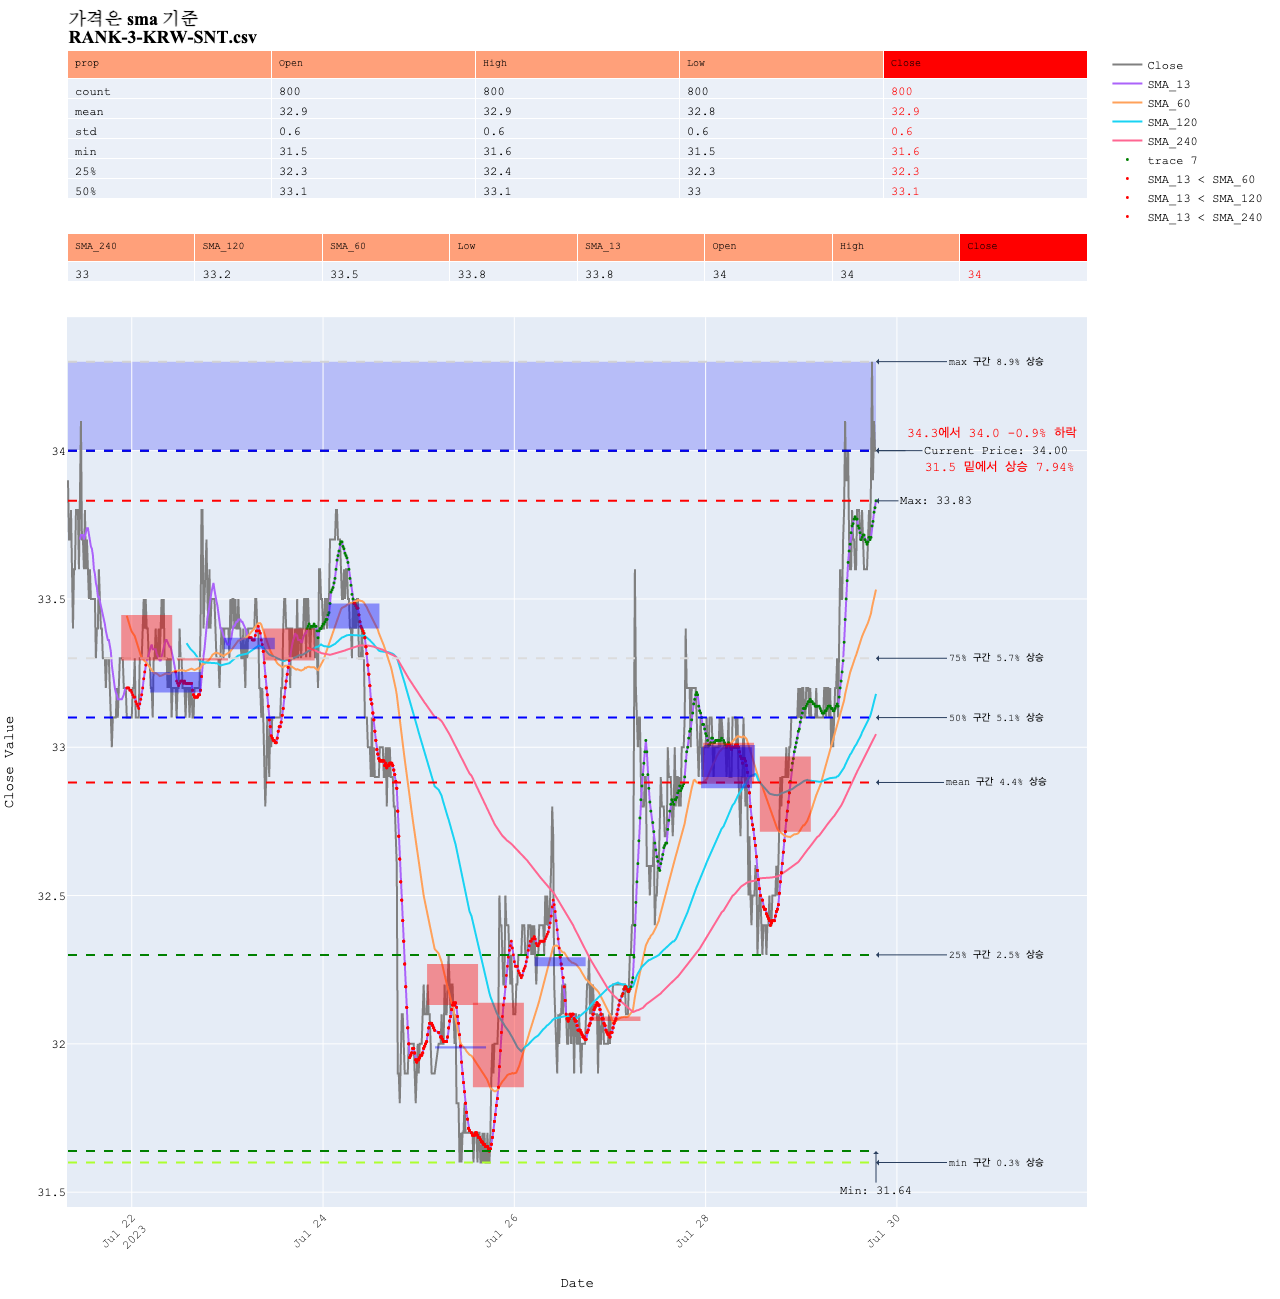 가격은 sma 기준
RANK-3-KRW-SNT.csv
prop Open High Low Close
count 800 800 800 800
mean 32.9 32.9 32.8 32.9
std 0.6 0.6 0.6 0.6
min 31.5 31.6 31.5 31.6
25% 32.3 32.4 32.3 32.3
50% 33.1 33.1 33 33.1
Close
SMA_13
SMA_60
SMA_120
SMA_240
trace 7
SMA_13 < SMA_60
SMA_13 < SMA_120
SMA_13 < SMA_240
SMA_240 SMA_120 SMA_60 Low SMA_13 Open High Close
33 33.2 33.5 33.8 33.8 34 34 34
max 구간 8.9% 상승
34.3에서 34.0 -0.9% 하락
Current Price: 34.00
31.5 밑에서 상승 7.94%
Max: 33.83
75% 구간 5.7% 상승
50% 구간 5.1% 상승
mean 구간 4.4% 상승
25% 구간 2.5% 상승
min 구간 0.3% 상승
Min: 31.64
34
33.5
33
32.5
32
31.5
Close Value
Jul 22
2023
Jul 24
Jul 26
Jul 28
Jul 30
Date